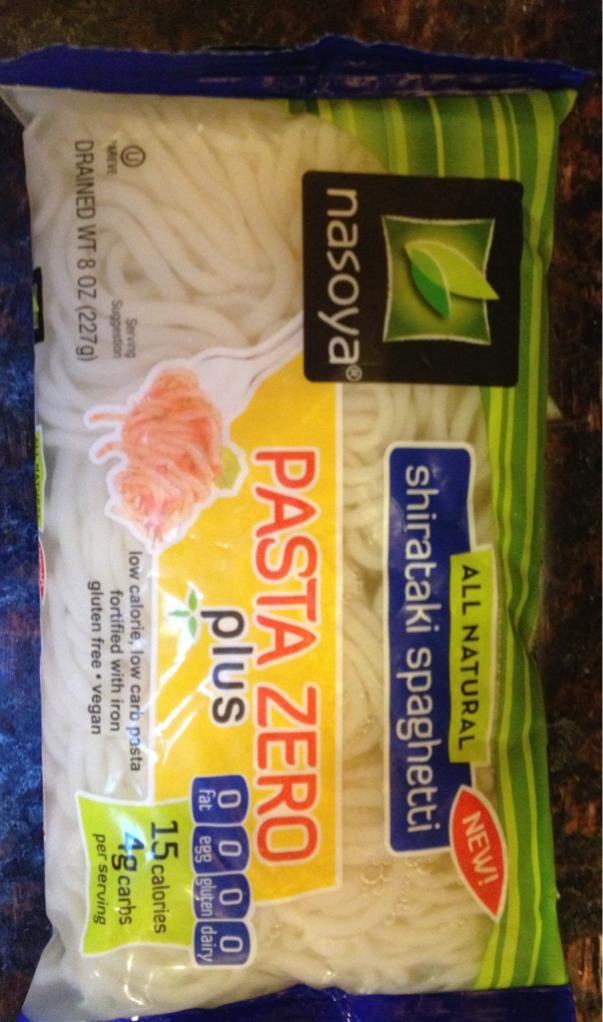 nasoya®
ALL NATURAL
shirataki spaghetti
NEW!
PASTA ZERO
plus
0 fat
0 egg
0 gluten
0 dairy
low calorie, low carb pasta
fortified with iron
gluten free • vegan
15 calories
4g carbs
per serving
Serving
Suggestion
U
PAREVE
DRAINED WT 8 OZ (227g)